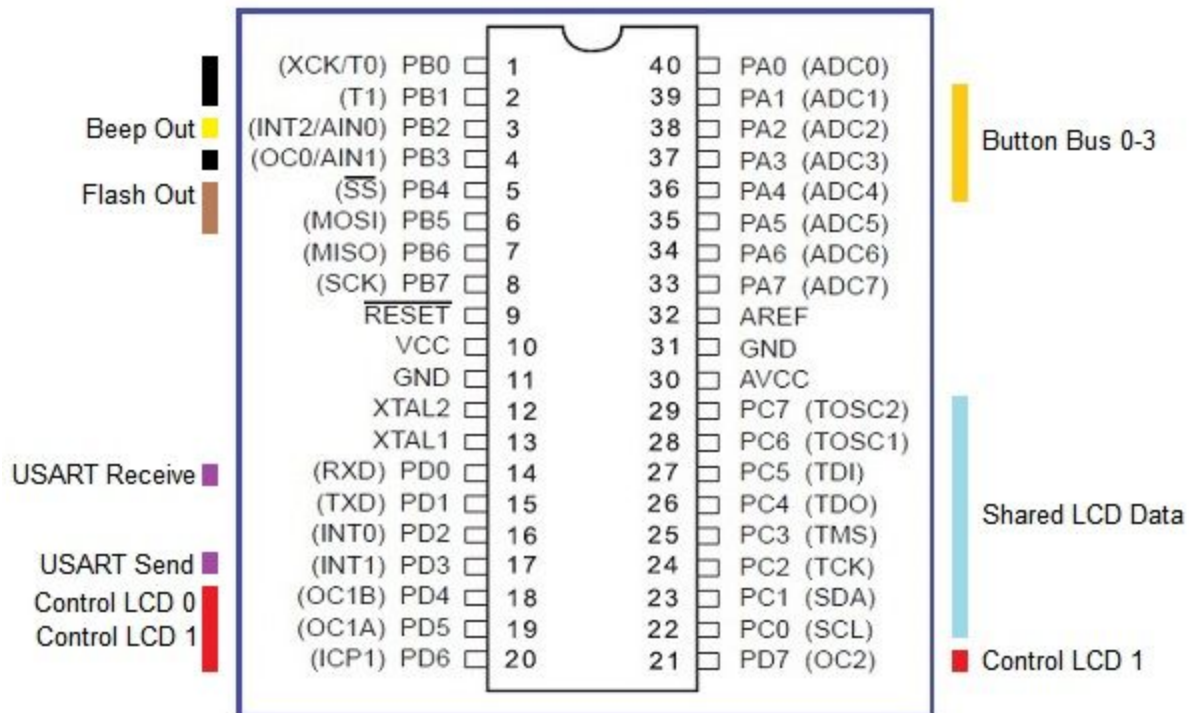 (XCK/T0) PB0 1 40 PA0 (ADC0)
(T1) PB1 2 39 PA1 (ADC1)
Beep Out (INT2/AIN0) PB2 3 38 PA2 (ADC2)
(OC0/AIN1) PB3 4 37 PA3 (ADC3) Button Bus 0-3
Flash Out (SS) PB4 5 36 PA4 (ADC4)
(MOSI) PB5 6 35 PA5 (ADC5)
(MISO) PB6 7 34 PA6 (ADC6)
(SCK) PB7 8 33 PA7 (ADC7)
RESET 9 32 AREF
VCC 10 31 GND
GND 11 30 AVCC
XTAL2 12 29 PC7 (TOSC2)
XTAL1 13 28 PC6 (TOSC1)
USART Receive (RXD) PD0 14 27 PC5 (TDI)
(TXD) PD1 15 26 PC4 (TDO) Shared LCD Data
(INT0) PD2 16 25 PC3 (TMS)
USART Send (INT1) PD3 17 24 PC2 (TCK)
Control LCD 0 (OC1B) PD4 18 23 PC1 (SDA)
Control LCD 1 (OC1A) PD5 19 22 PC0 (SCL)
(ICP1) PD6 20 21 PD7 (OC2) Control LCD 1